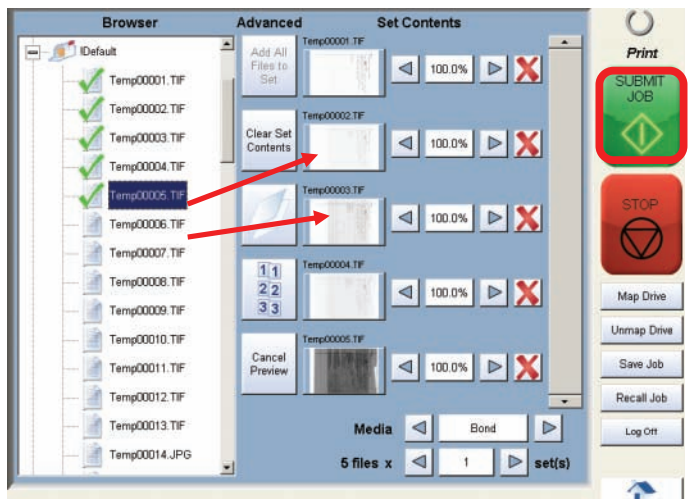 Browser
Advanced
Set Contents
Default
Temp00001.TIF
Temp00002.TIF
Temp00003.TIF
Temp00004.TIF
Temp00005.TIF
Temp00006.TIF
Temp00007.TIF
Temp00008.TIF
Temp00009.TIF
Temp00010.TIF
Temp00011.TIF
Temp00012.TIF
Temp00013.TIF
Temp00014.JPG
Add All
Files to
Set
Clear Set
Contents
1 1
2 2
3 3
Cancel
Preview
Temp00001.TIF
100.0%
Temp00002.TIF
100.0%
Temp00003.TIF
100.0%
Temp00004.TIF
100.0%
Temp00005.TIF
100.0%
Media
Bond
5 files x
1
set(s)
Print
SUBMIT
JOB
STOP
Map Drive
Unmap Drive
Save Job
Recall Job
Log Off